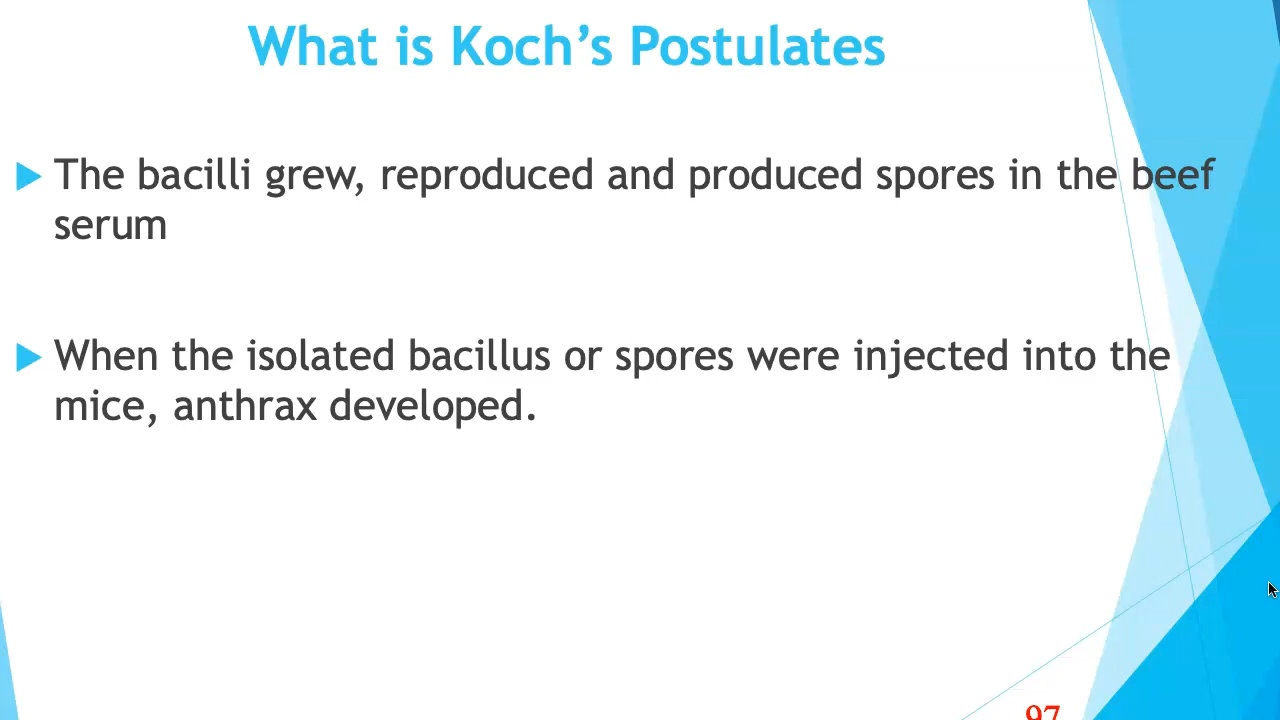 What is Koch’s Postulates
The bacilli grew, reproduced and produced spores in the beef
serum
When the isolated bacillus or spores were injected into the
mice, anthrax developed.
97